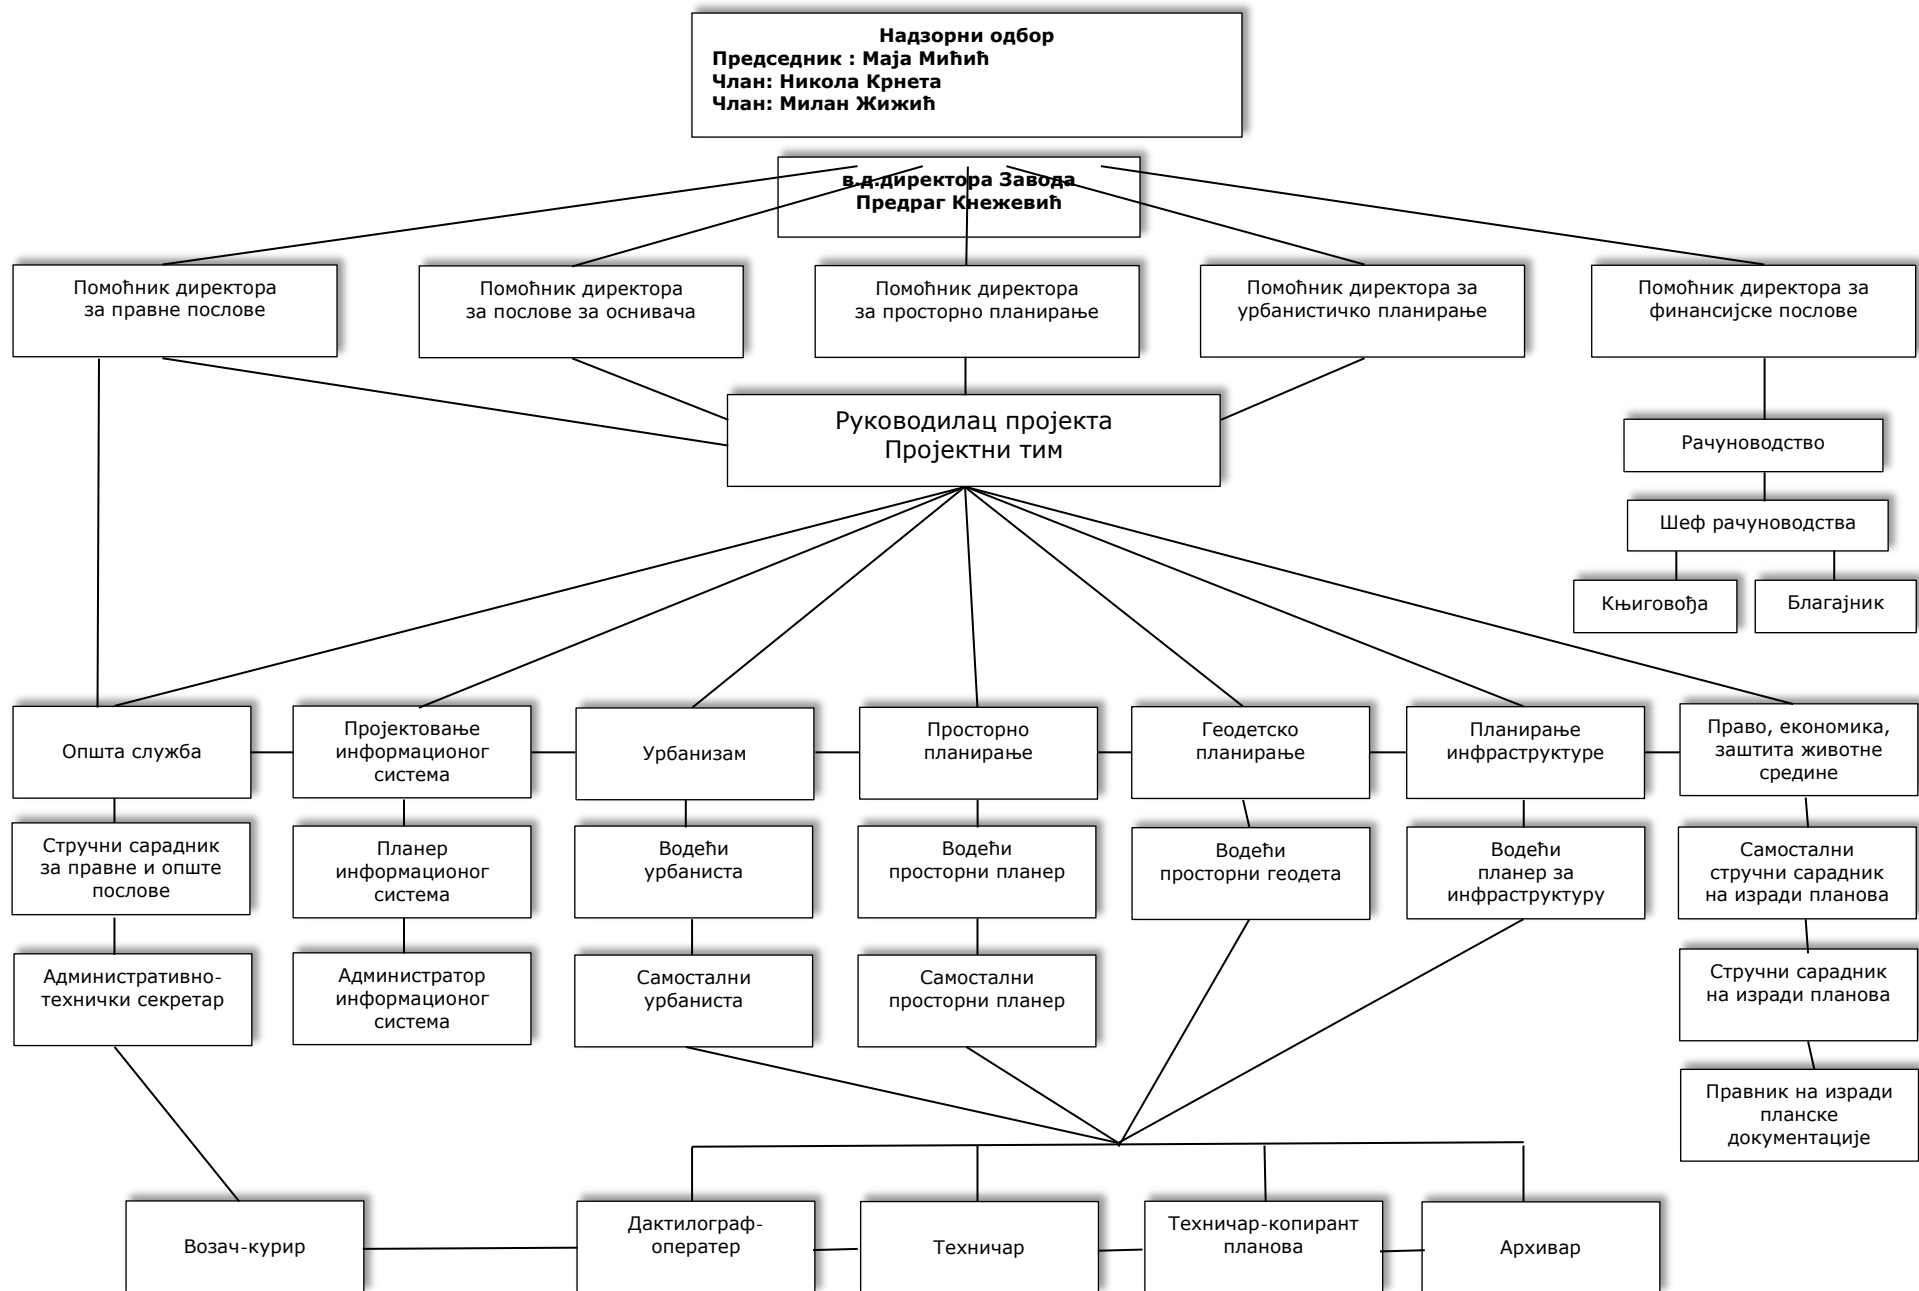 Надзорни одбор
Председник : Маја Мићић
Члан: Никола Крнета
Члан: Милан Жижић
в.д.директора Завода
Предраг Кнежевић
Помоћник директора
за правне послове
Помоћник директора
за послове за оснивача
Помоћник директора
за просторно планирање
Помоћник директора за
урбанистичко планирање
Помоћник директора за
финансијске послове
Руководилац пројекта
Пројектни тим
Рачуноводство
Шеф рачуноводства
Књиговођа
Благајник
Општа служба
Пројектовање
информационог
система
Урбанизам
Просторно
планирање
Геодетско
планирање
Планирање
инфраструктуре
Право, економика,
заштита животне
средине
Стручни сарадник
за правне и опште
послове
Планер
информационог
система
Водећи
урбаниста
Водећи
просторни планер
Водећи
просторни геодета
Водећи
планер за
инфраструктуру
Самостални
стручни сарадник
на изради планова
Административно-
технички секретар
Администратор
информационог
система
Самостални
урбаниста
Самостални
просторни планер
Стручни сарадник
на изради планова
Правник на изради
планске
документације
Возач-курир
Дактилограф-
оператер
Техничар
Техничар-копирант
планова
Архивар